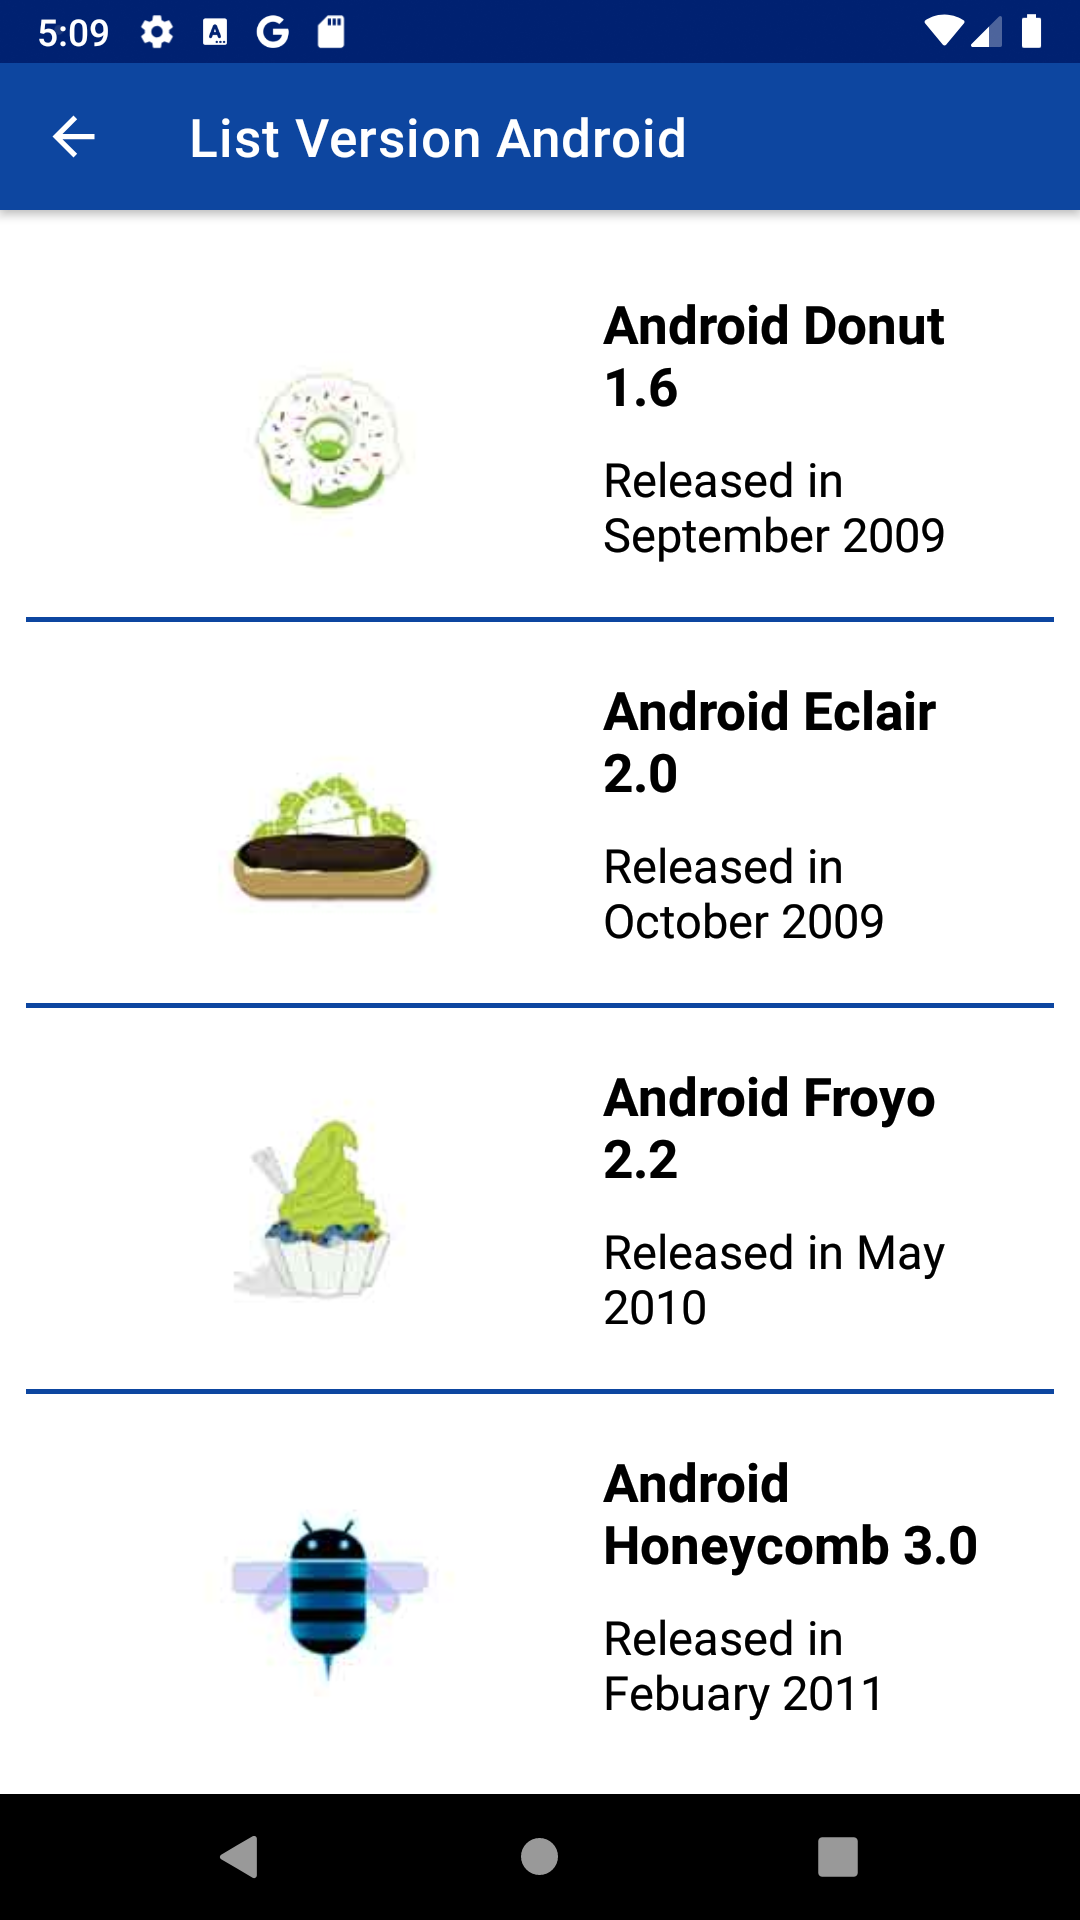 5:09
List Version Android
Android Donut
1.6
Released in
September 2009
Android Eclair
2.0
Released in
October 2009
Android Froyo
2.2
Released in May
2010
Android
Honeycomb 3.0
Released in
Febuary 2011